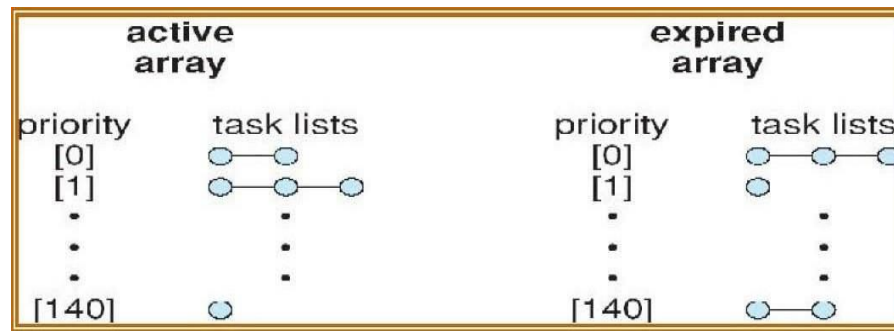 active array
expired array
priority task lists
priority task lists
[0]
[0]
[1]
[1]
[140]
[140]